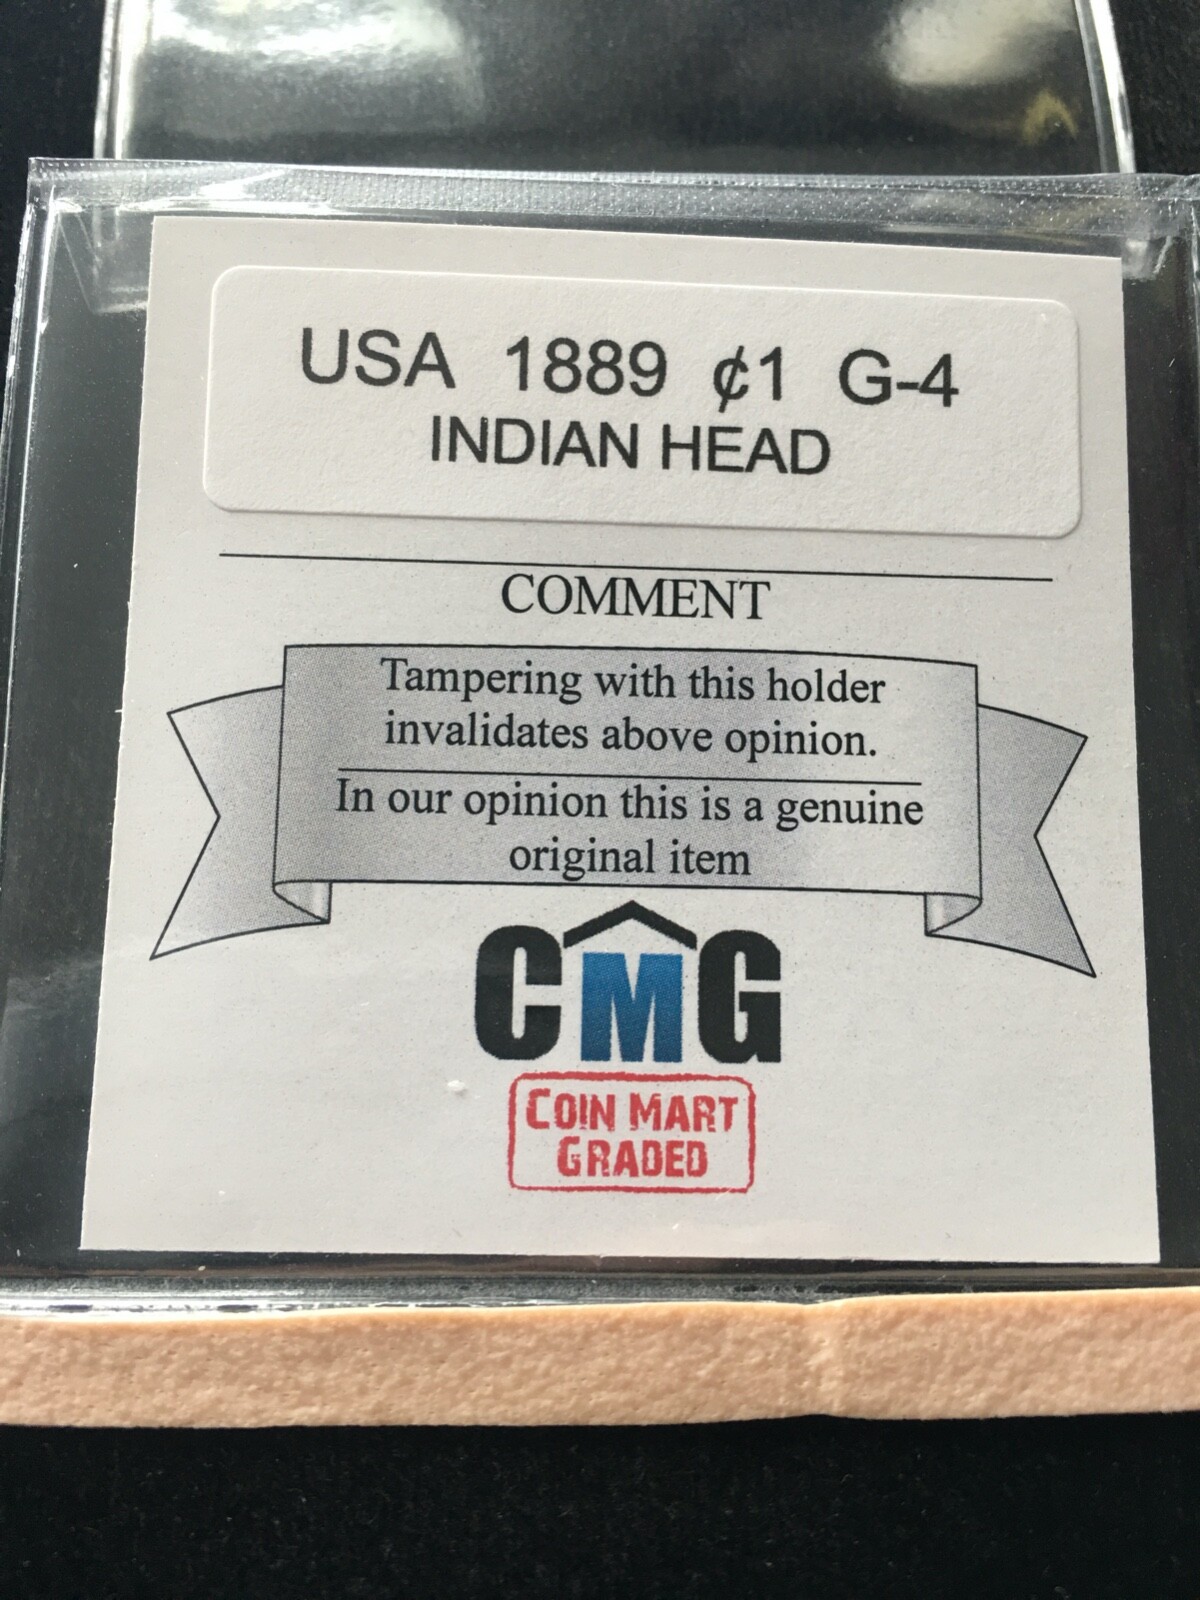 USA 1889 ¢1 G-4
INDIAN HEAD
COMMENT
Tampering with this holder
invalidates above opinion.
In our opinion this is a genuine
original item
CMG
COIN MART
GRADED